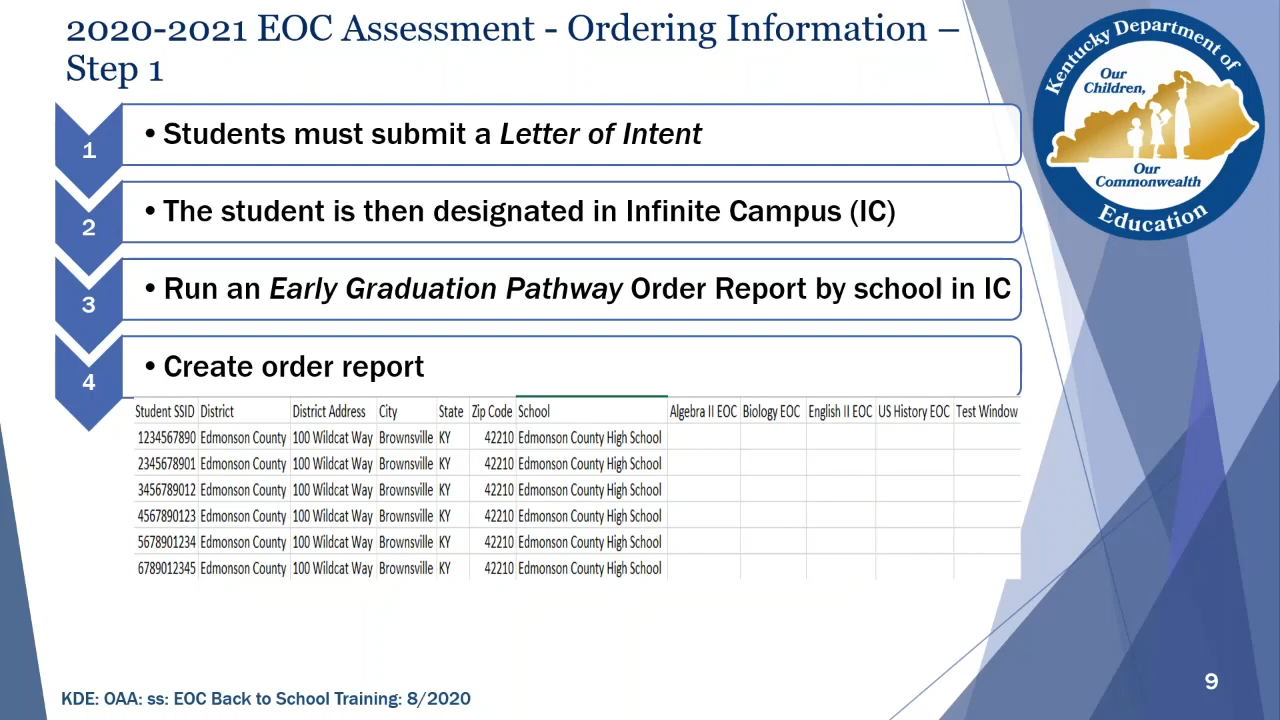 2020-2021 EOC Assessment - Ordering Information –
Step 1
Kentucky Department of
Our
Children,
Our
Commonwealth
Education
1
• Students must submit a Letter of Intent
2
• The student is then designated in Infinite Campus (IC)
3
• Run an Early Graduation Pathway Order Report by school in IC
4
• Create order report
Student SSID District District Address City State Zip Code School Algebra II EOC Biology EOC English II EOC US History EOC Test Window
1234567890 Edmonson County 100 Wildcat Way Brownsville KY 42210 Edmonson County High School
2345678901 Edmonson County 100 Wildcat Way Brownsville KY 42210 Edmonson County High School
3456789012 Edmonson County 100 Wildcat Way Brownsville KY 42210 Edmonson County High School
4567890123 Edmonson County 100 Wildcat Way Brownsville KY 42210 Edmonson County High School
5678901234 Edmonson County 100 Wildcat Way Brownsville KY 42210 Edmonson County High School
6789012345 Edmonson County 100 Wildcat Way Brownsville KY 42210 Edmonson County High School
KDE: OAA: ss: EOC Back to School Training: 8/2020
9